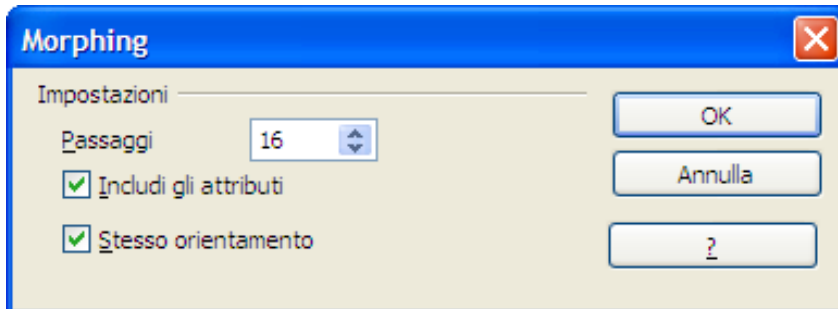 Morphing
Impostazioni
OK
Passaggi 16
Annulla
Includi gli attributi
Stesso orientamento
?